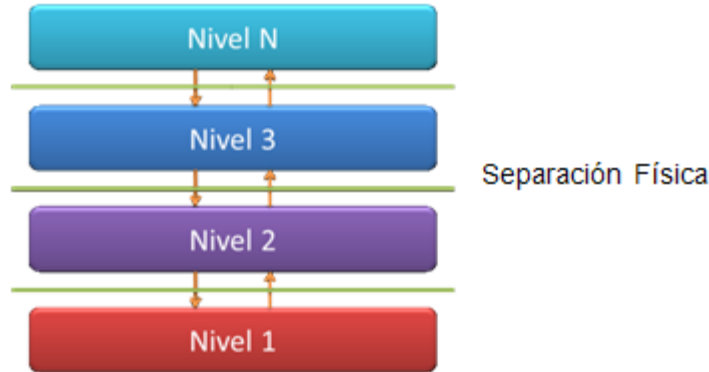 Nivel N
Nivel 3
Separación Física
Nivel 2
Nivel 1